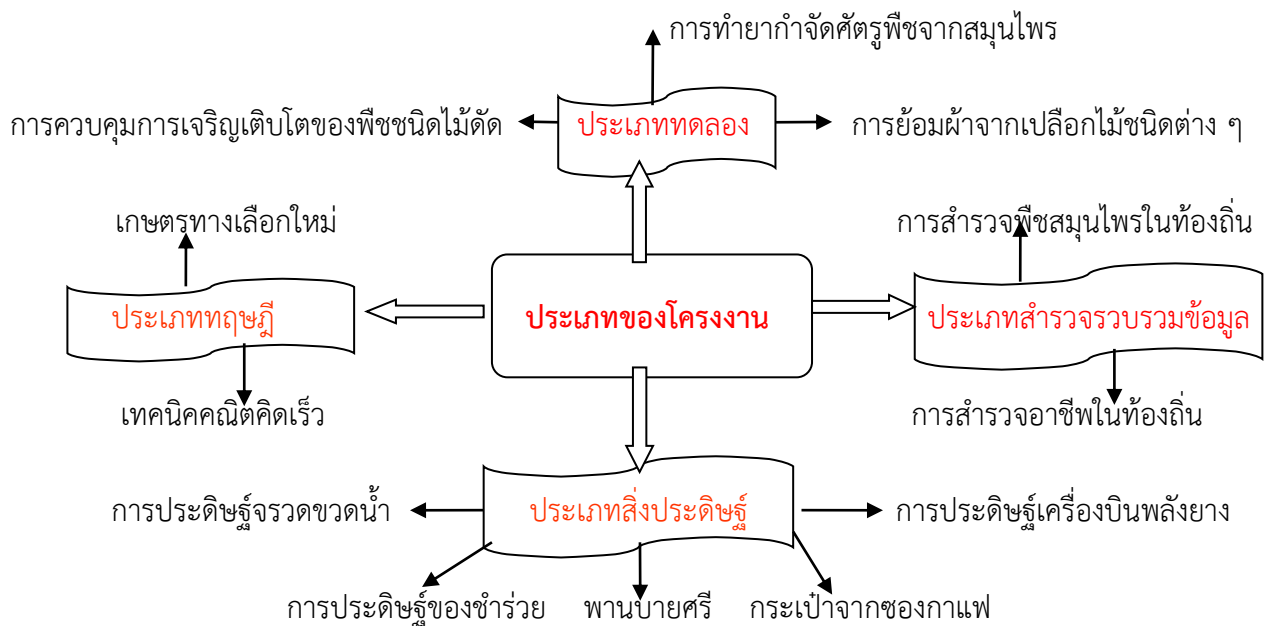 การทำยากำจัดศัตรูพืชจากสมุนไพร
การควบคุมการเจริญเติบโตของพืชชนิดไม้ดัด
ประเภททดลอง
การย้อมผ้าจากเปลือกไม้ชนิดต่าง ๆ
เกษตรทางเลือกใหม่
การสำรวจพืชสมุนไพรในท้องถิ่น
ประเภททฤษฎี
ประเภทของโครงงาน
ประเภทสำรวจรวบรวมข้อมูล
เทคนิคคณิตคิดเร็ว
การสำรวจอาชีพในท้องถิ่น
การประดิษฐ์จรวดขวดน้ำ
ประเภทสิ่งประดิษฐ์
การประดิษฐ์เครื่องบินพลังยาง
การประดิษฐ์ของชำร่วย
พานบายศรี
กระเป๋าจากซองกาแฟ